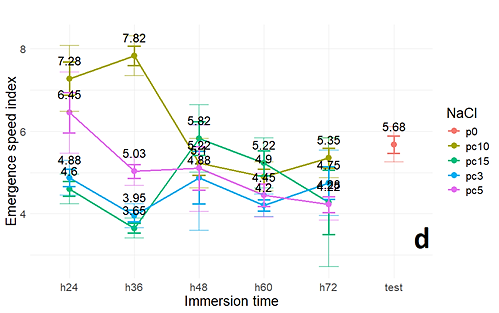 Emergence speed index
8
6
4
7.28
6.45
4.88
4.6
7.82
5.03
3.95
3.65
5.82
5.22
4.88
5.22
4.9
4.45
4.2
5.35
4.75
4.28
5.68
h24
h36
h48
h60
h72
test
Immersion time
NaCl
p0
pc10
pc15
pc3
pc5
d